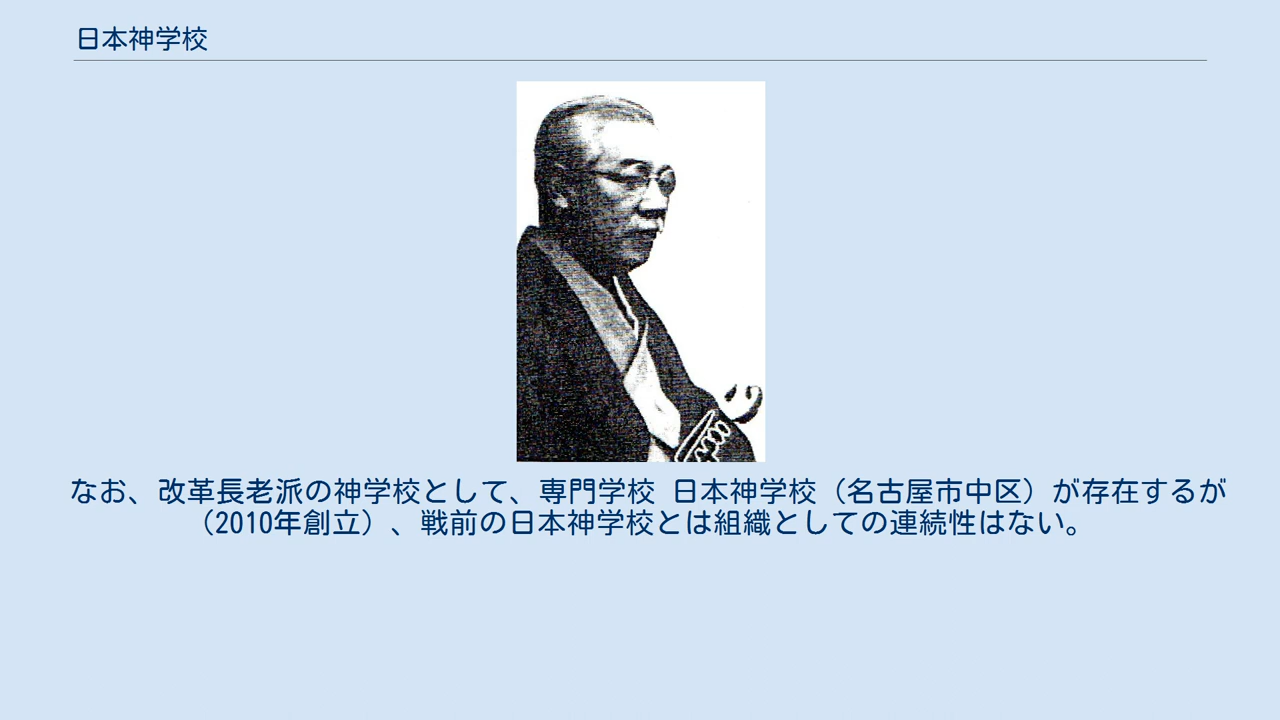 日本神学校
なお、改革長老派の神学校として、専門学校 日本神学校（名古屋市中区）が存在するが
（2010年創立）、戦前の日本神学校とは組織としての連続性はない。